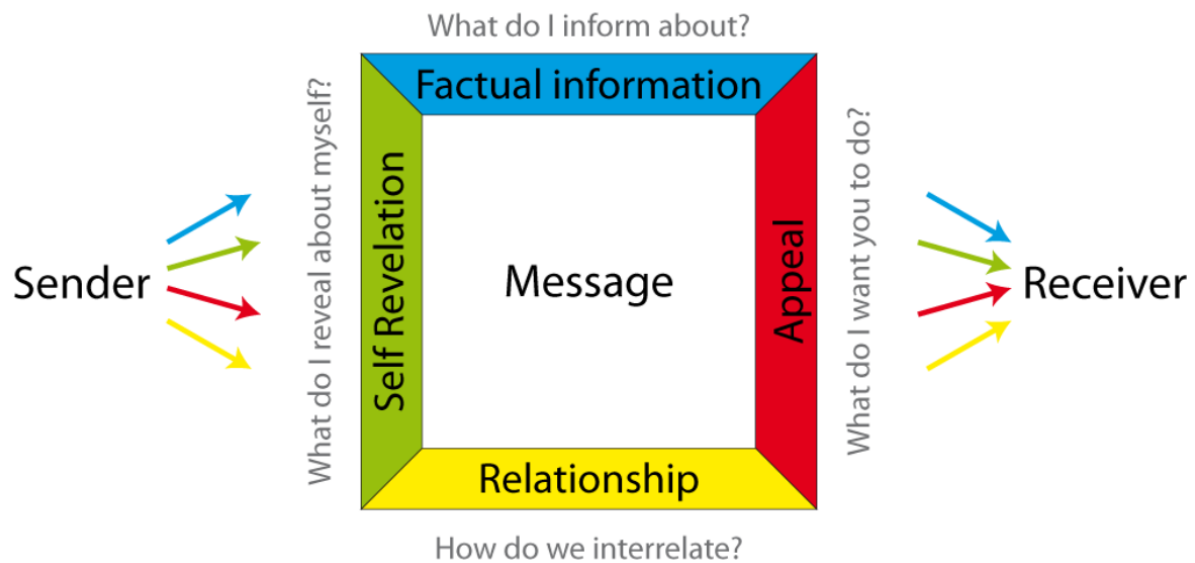 What do I inform about?
Factual information
What do I reveal about myself?
Self Revelation
Sender
Message
Appeal
What do I want you to do?
Receiver
Relationship
How do we interrelate?